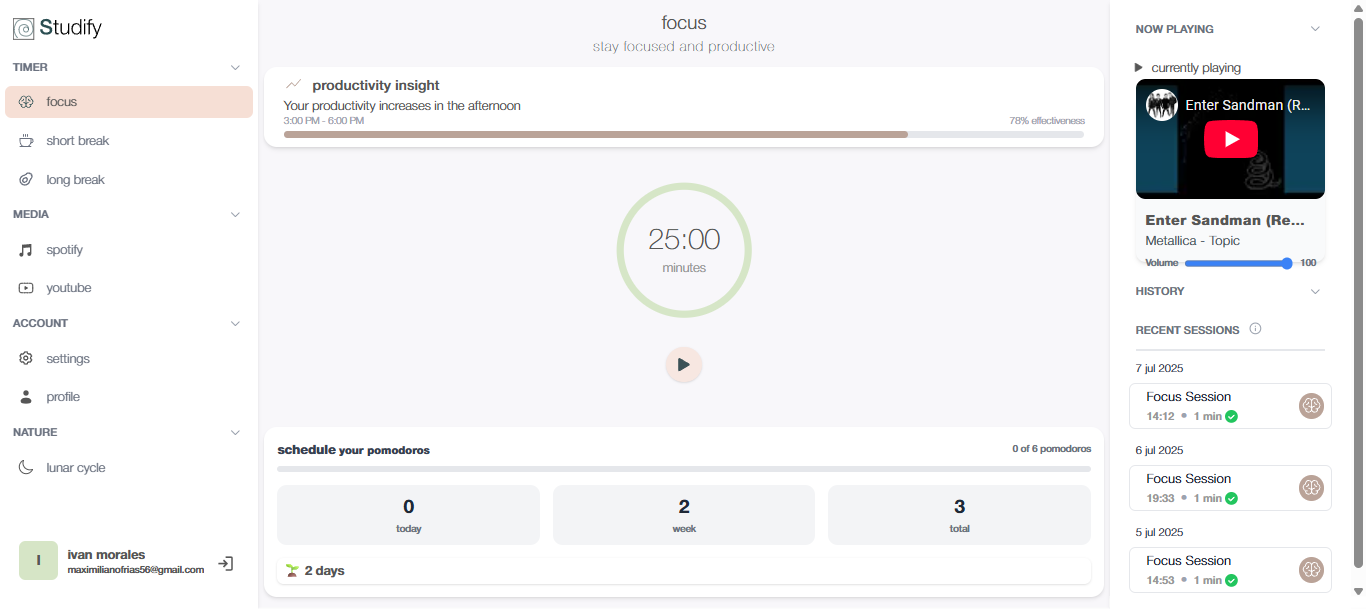 Studify
TIMER
focus
short break
long break
MEDIA
spotify
youtube
ACCOUNT
settings
profile
NATURE
lunar cycle
I
ivan morales
maximilianofrias56@gmail.com
focus
stay focused and productive
productivity insight
Your productivity increases in the afternoon
3:00 PM - 6:00 PM
78% effectiveness
25:00
minutes
schedule your pomodoros
0 of 6 pomodoros
0
today
2
week
3
total
2 days
NOW PLAYING
currently playing
Enter Sandman (R...
Enter Sandman (Re...
Metallica - Topic
Volume
100
HISTORY
RECENT SESSIONS
7 jul 2025
Focus Session
14:12 • 1 min
6 jul 2025
Focus Session
19:33 • 1 min
5 jul 2025
Focus Session
14:53 • 1 min